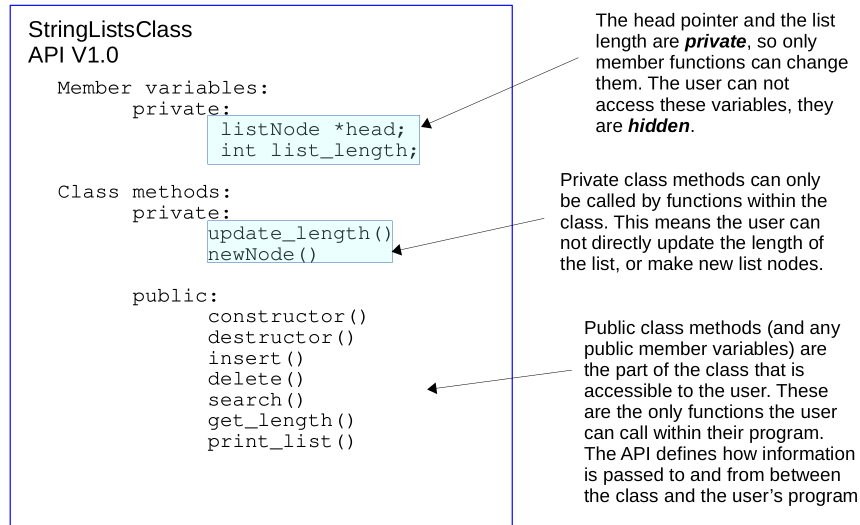 StringListsClass
API V1.0
Member variables:
private:
listNode *head;
int list_length;
Class methods:
private:
update_length()
newNode()
public:
constructor()
destructor()
insert()
delete()
search()
get_length()
print_list()
The head pointer and the list
length are private, so only
member functions can change
them. The user can not
access these variables, they
are hidden.
Private class methods can only
be called by functions within the
class. This means the user can
not directly update the length of
the list, or make new list nodes.
Public class methods (and any
public member variables) are
the part of the class that is
accessible to the user. These
are the only functions the user
can call within their program.
The API defines how information
is passed to and from between
the class and the user’s program